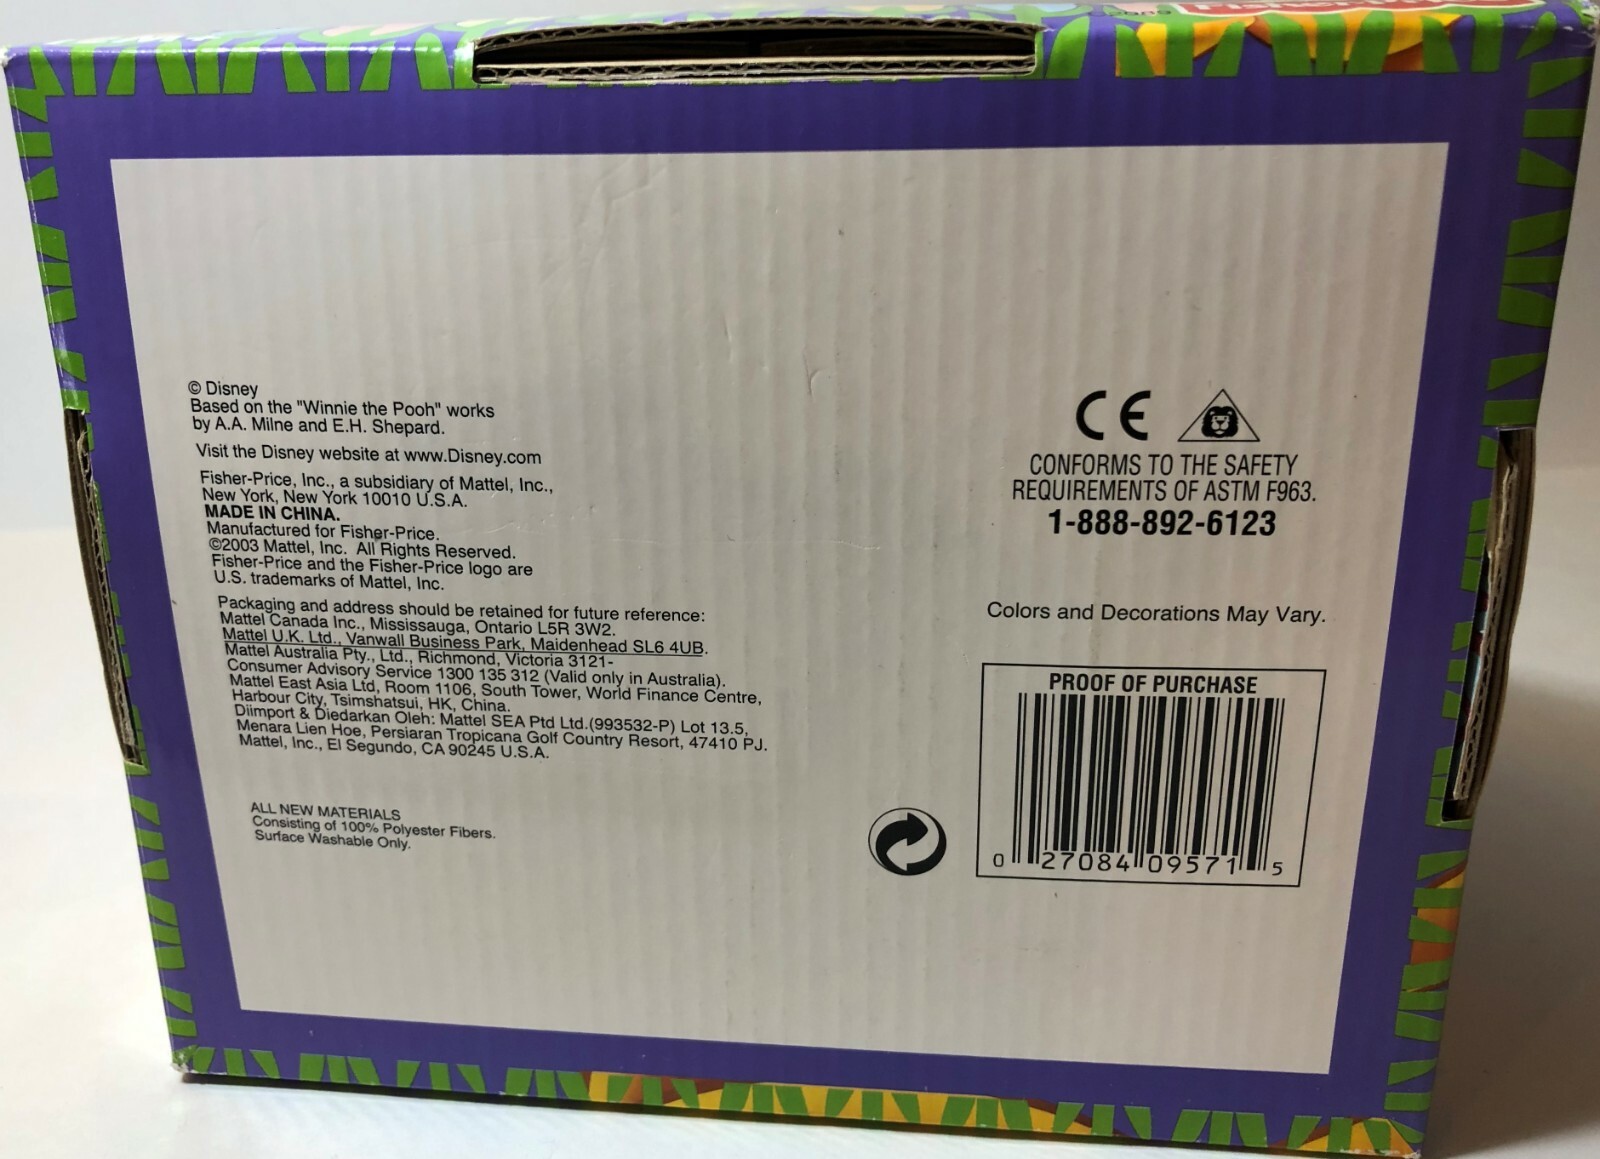 © Disney
Based on the "Winnie the Pooh" works
by A.A. Milne and E.H. Shepard.
Visit the Disney website at www.Disney.com
Fisher-Price, Inc., a subsidiary of Mattel, Inc.,
New York, New York 10010 U.S.A.
MADE IN CHINA.
Manufactured for Fisher-Price.
©2003 Mattel, Inc. All Rights Reserved.
Fisher-Price and the Fisher-Price logo are
U.S. trademarks of Mattel, Inc.
Packaging and address should be retained for future reference:
Mattel Canada Inc., Mississauga, Ontario L5R 3W2.
Mattel U.K. Ltd., Vanwall Business Park, Maidenhead SL6 4UB.
Mattel Australia Pty., Ltd., Richmond, Victoria 3121-
Consumer Advisory Service 1300 135 312 (Valid only in Australia).
Mattel East Asia Ltd, Room 1106, South Tower, World Finance Centre,
Harbour City, Tsimshatsui, HK, China.
Diimport & Diedarkan Oleh: Mattel SEA Ptd Ltd.(993532-P) Lot 13.5,
Menara Lien Hoe, Persiaran Tropicana Golf Country Resort, 47410 PJ.
Mattel, Inc., El Segundo, CA 90245 U.S.A.
ALL NEW MATERIALS
Consisting of 100% Polyester Fibers.
Surface Washable Only.
CE
CONFORMS TO THE SAFETY
REQUIREMENTS OF ASTM F963.
1-888-892-6123
Colors and Decorations May Vary.
PROOF OF PURCHASE
0 27084 09571 5